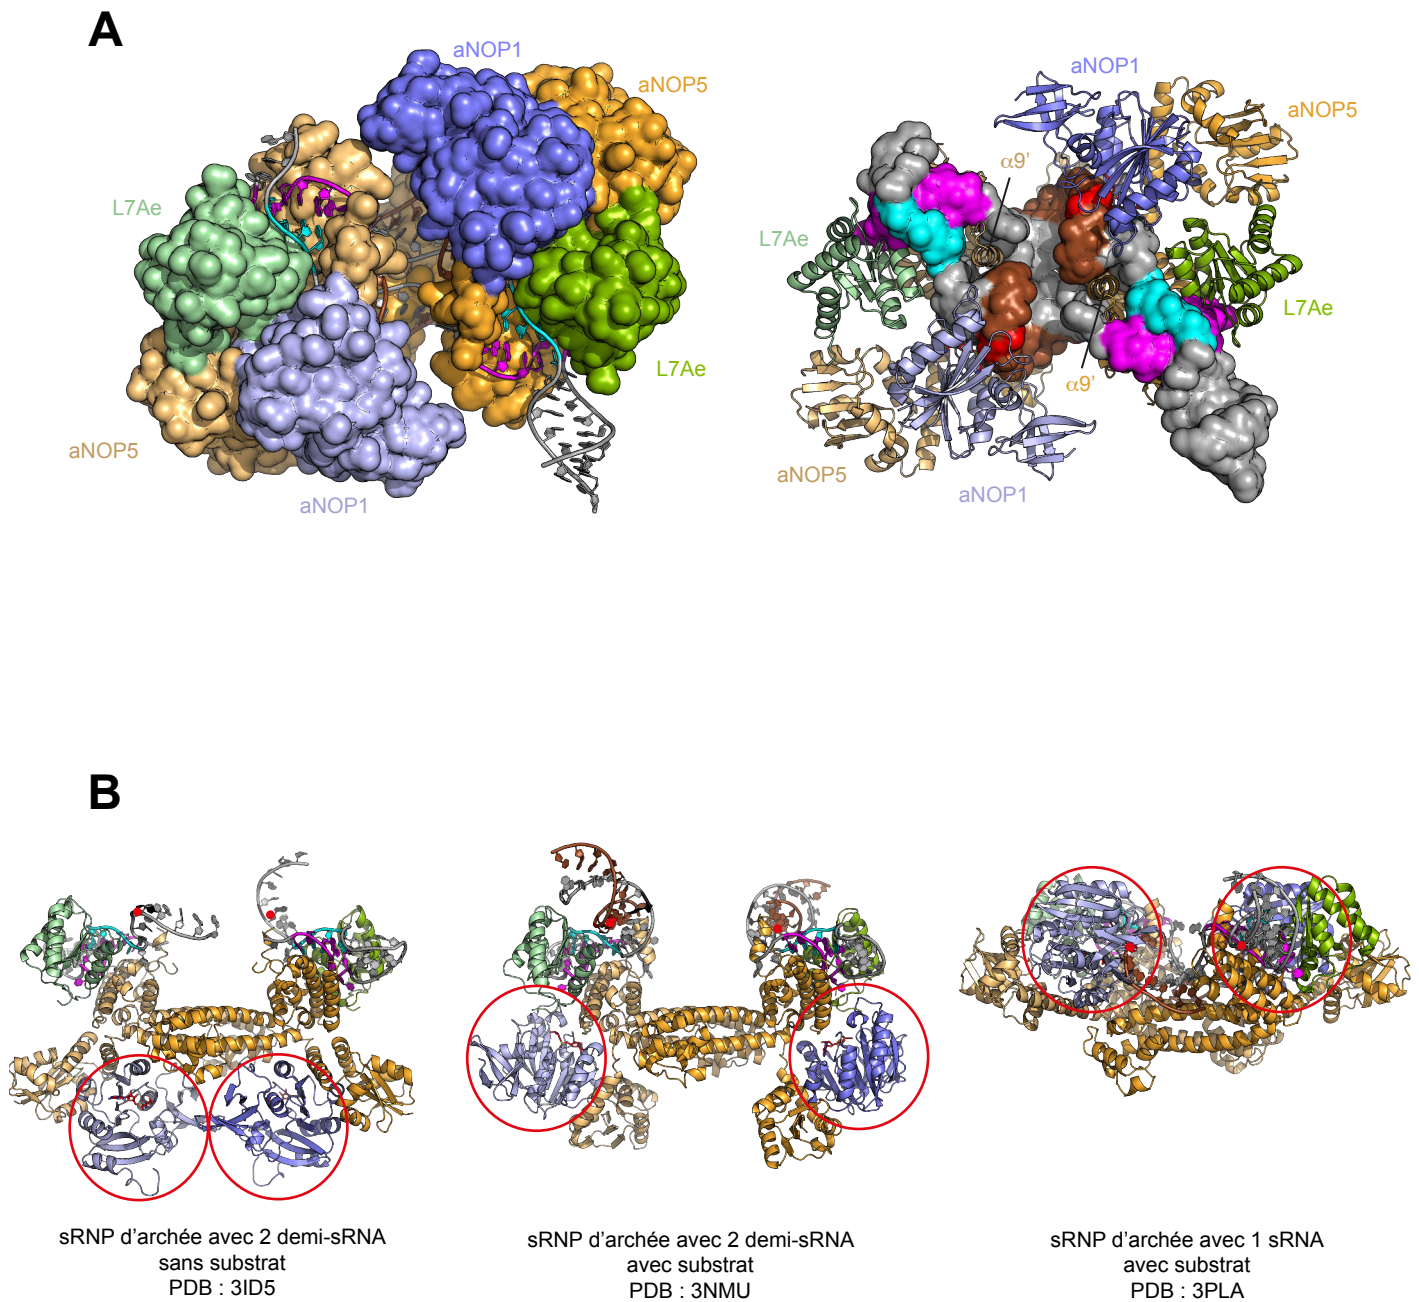 A
aNOP1
aNOP5
L7Ae
L7Ae
aNOP5
aNOP1
aNOP1
aNOP5
α9’
L7Ae
L7Ae
α9’
aNOP5
aNOP1
B
sRNP d’archée avec 2 demi-sRNA
sans substrat
PDB : 3ID5
sRNP d’archée avec 2 demi-sRNA
avec substrat
PDB : 3NMU
sRNP d’archée avec 1 sRNA
avec substrat
PDB : 3PLA